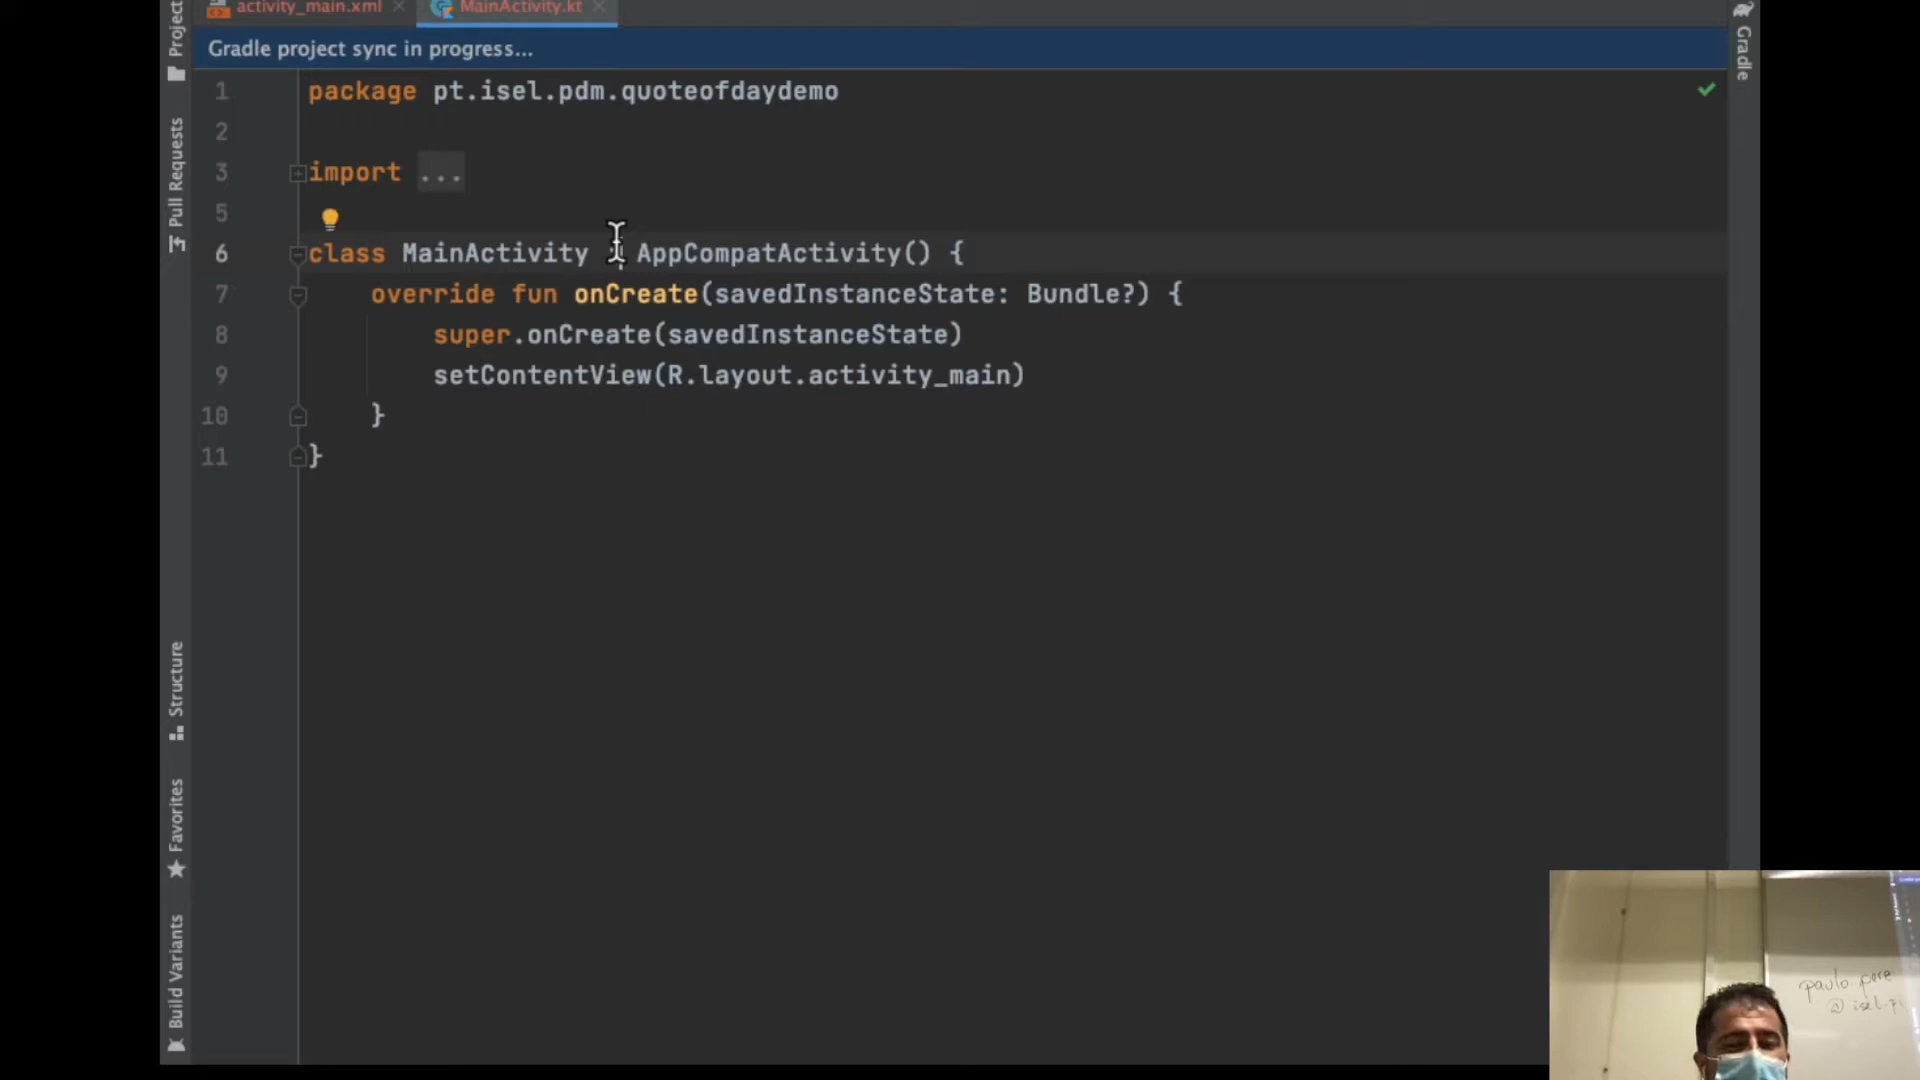 activity_main.xml
MainActivity.kt
Gradle project sync in progress...
1 package pt.isel.pdm.quoteofdaydemo
2
3 import ...
5
6 class MainActivity : AppCompatActivity() {
7 override fun onCreate(savedInstanceState: Bundle?) {
8 super.onCreate(savedInstanceState)
9 setContentView(R.layout.activity_main)
10 }
11 }
Project
Pull Requests
Structure
Favorites
Build Variants
Gradle
paulo pere
@ isel.p